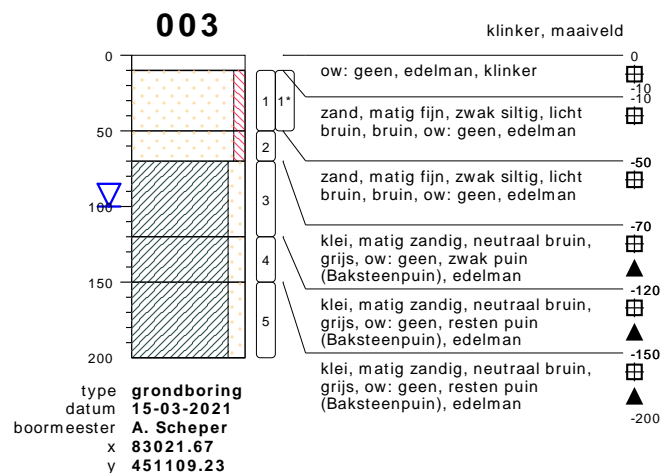 003
klinker, maaiveld
0
50
100
150
200
1
1*
2
3
4
5
ow: geen, edelman, klinker
zand, matig fijn, zwak siltig, licht
bruin, bruin, ow: geen, edelman
zand, matig fijn, zwak siltig, licht
bruin, bruin, ow: geen, edelman
klei, matig zandig, neutraal bruin,
grijs, ow: geen, zwak puin
(Baksteenpuin), edelman
klei, matig zandig, neutraal bruin,
grijs, ow: geen, resten puin
(Baksteenpuin), edelman
klei, matig zandig, neutraal bruin,
grijs, ow: geen, resten puin
(Baksteenpuin), edelman
0
-10
-10
-50
-70
-120
-150
-200
type grondboring
datum 15-03-2021
boormeester A. Scheper
x 83021.67
y 451109.23